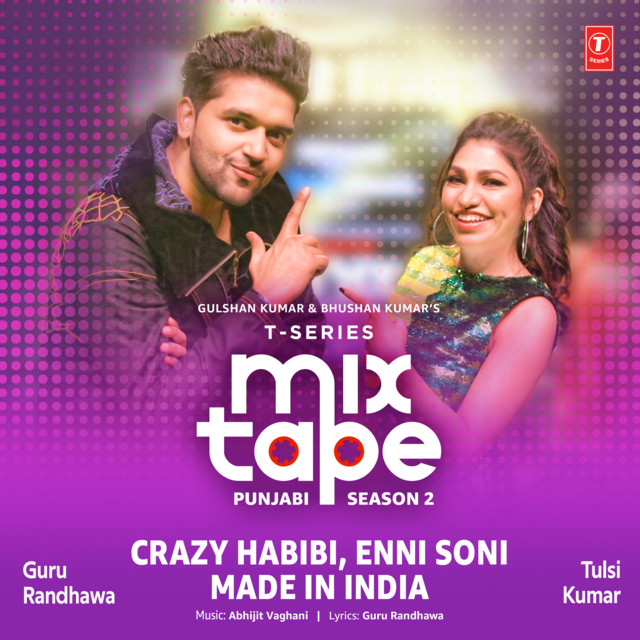 T
SERIES
GULSHAN KUMAR & BHUSHAN KUMAR'S
T-SERIES
mix
tape
PUNJABI SEASON 2
CRAZY HABIBI, ENNI SONI
MADE IN INDIA
Guru
Randhawa
Tulsi
Kumar
Music: Abhijit Vaghani | Lyrics: Guru Randhawa